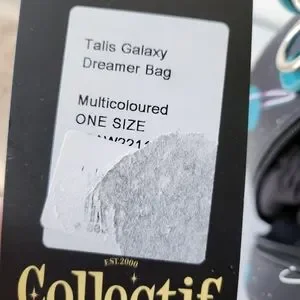 Talis Galaxy
Dreamer Bag
Multicoloured
ONE SIZE
EST. 2000
Collectif